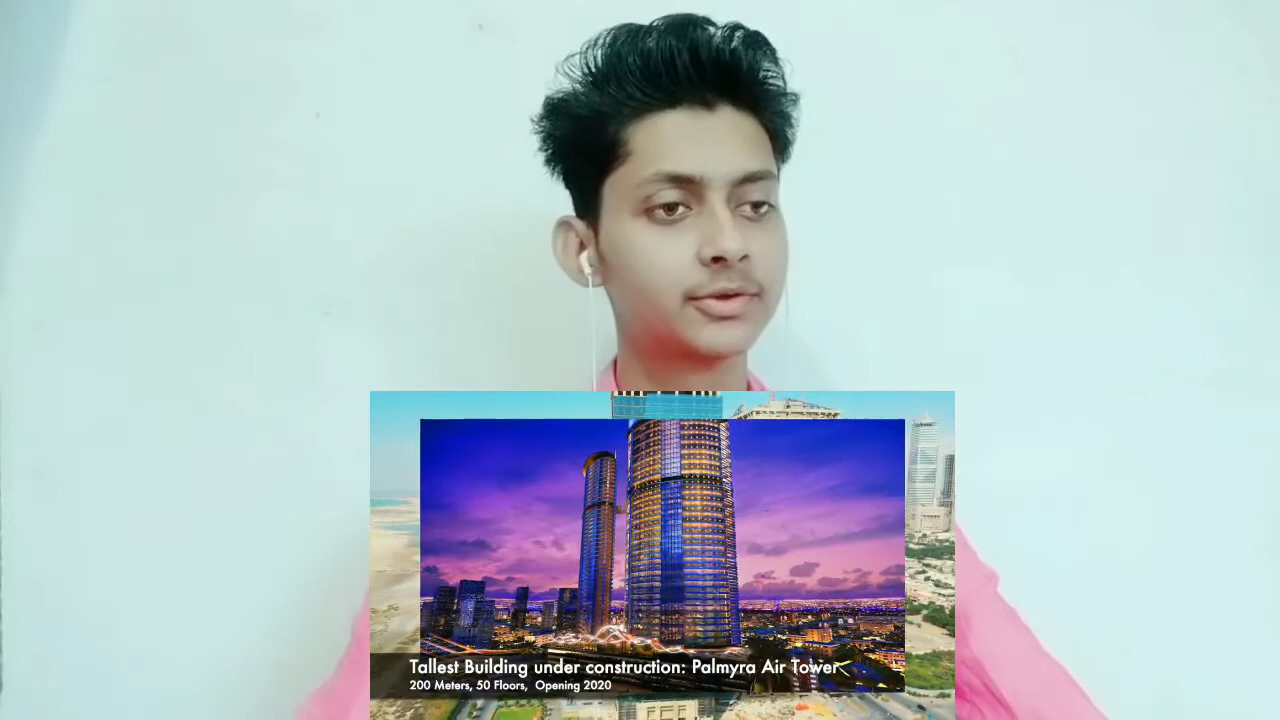 Tallest Building under construction: Palmyra Air Tower
200 Meters, 50 Floors, Opening 2020